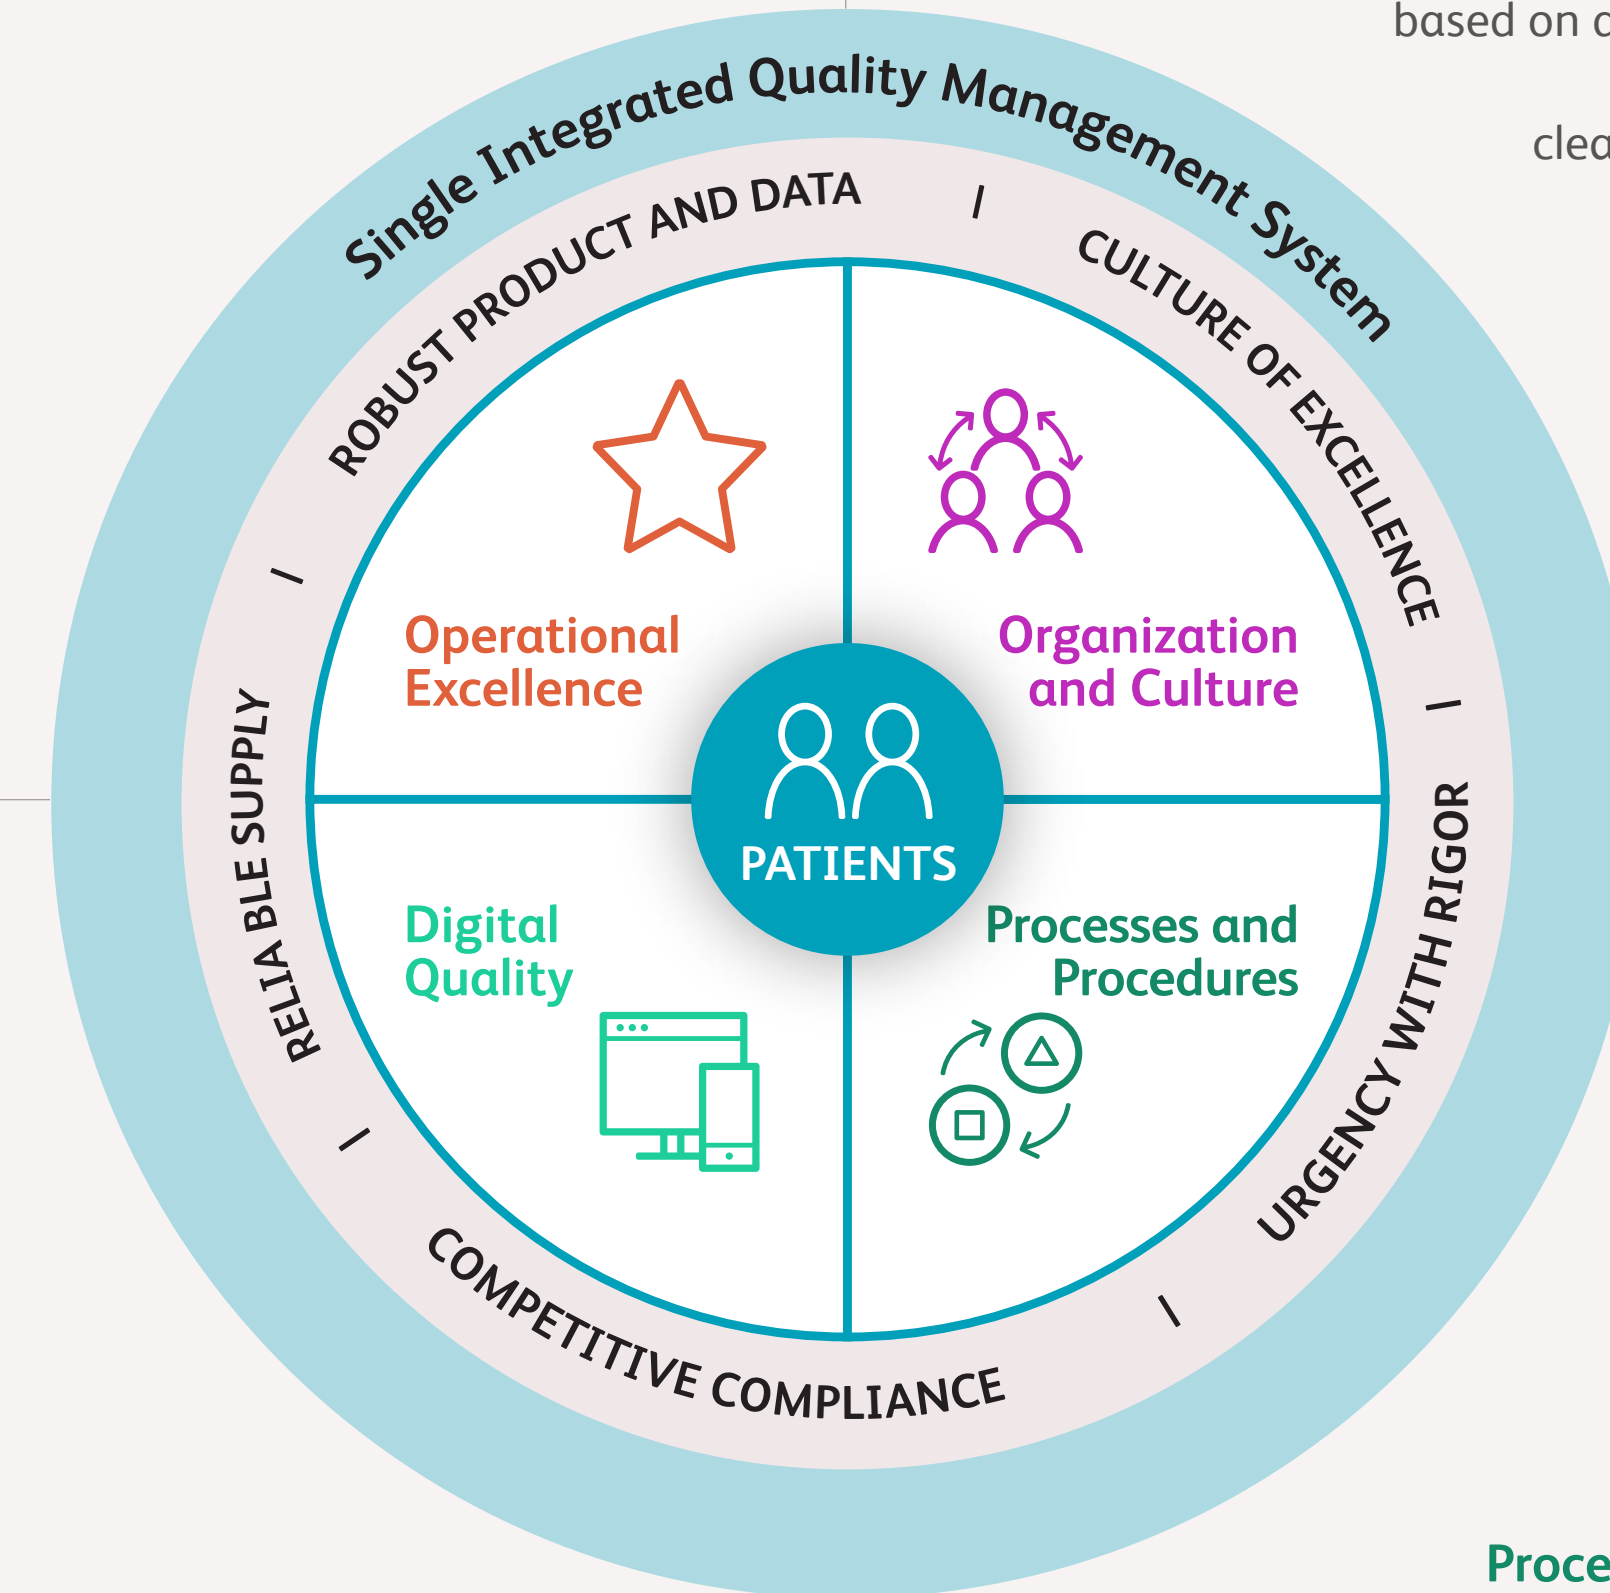 based on
clea
Single Integrated Quality Management System
ROBUST PRODUCT AND DATA
CULTURE OF EXCELLENCE
URGENCY WITH RIGOR
COMPETITIVE COMPLIANCE
RELIA BLE SUPPLY
Operational
Excellence
Organization
and Culture
PATIENTS
Digital
Quality
Processes and
Procedures
Proce